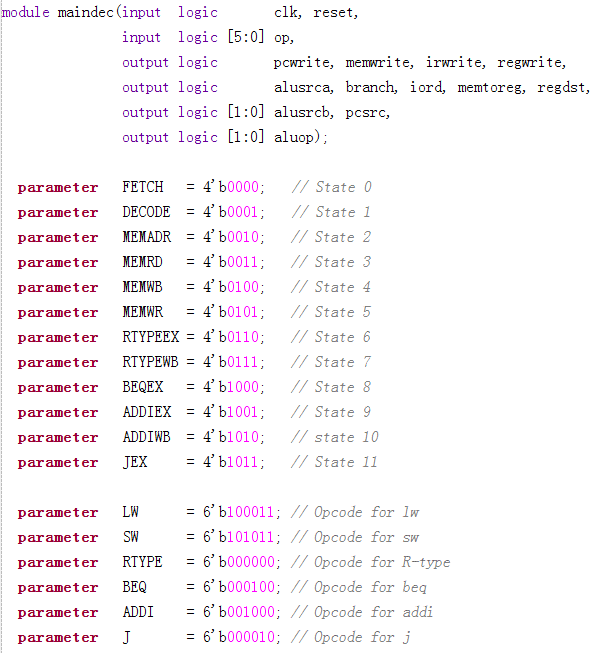 module maindec(input  logic       clk, reset,
               input  logic [5:0] op,
               output logic       pcwrite, memwrite, irwrite, regwrite,
               output logic       alusrca, branch, iord, memtoreg, regdst,
               output logic [1:0] alusrcb, pcsrc,
               output logic [1:0] aluop);
  parameter   FETCH   = 4'b0000;   // State 0
  parameter   DECODE  = 4'b0001;   // State 1
  parameter   MEMADR  = 4'b0010;   // State 2
  parameter   MEMRD   = 4'b0011;   // State 3
  parameter   MEMWB   = 4'b0100;   // State 4
  parameter   MEMWR   = 4'b0101;   // State 5
  parameter   RTYPEEX = 4'b0110;   // State 6
  parameter   RTYPEWB = 4'b0111;   // State 7
  parameter   BEQEX   = 4'b1000;   // State 8
  parameter   ADDIEX  = 4'b1001;   // State 9
  parameter   ADDIWB  = 4'b1010;   // state 10
  parameter   JEX     = 4'b1011;   // State 11
  parameter   LW      = 6'b100011; // Opcode for lw
  parameter   SW      = 6'b101011; // Opcode for sw
  parameter   RTYPE   = 6'b000000; // Opcode for R-type
  parameter   BEQ     = 6'b000100; // Opcode for beq
  parameter   ADDI    = 6'b001000; // Opcode for addi
  parameter   J       = 6'b000010; // Opcode for j